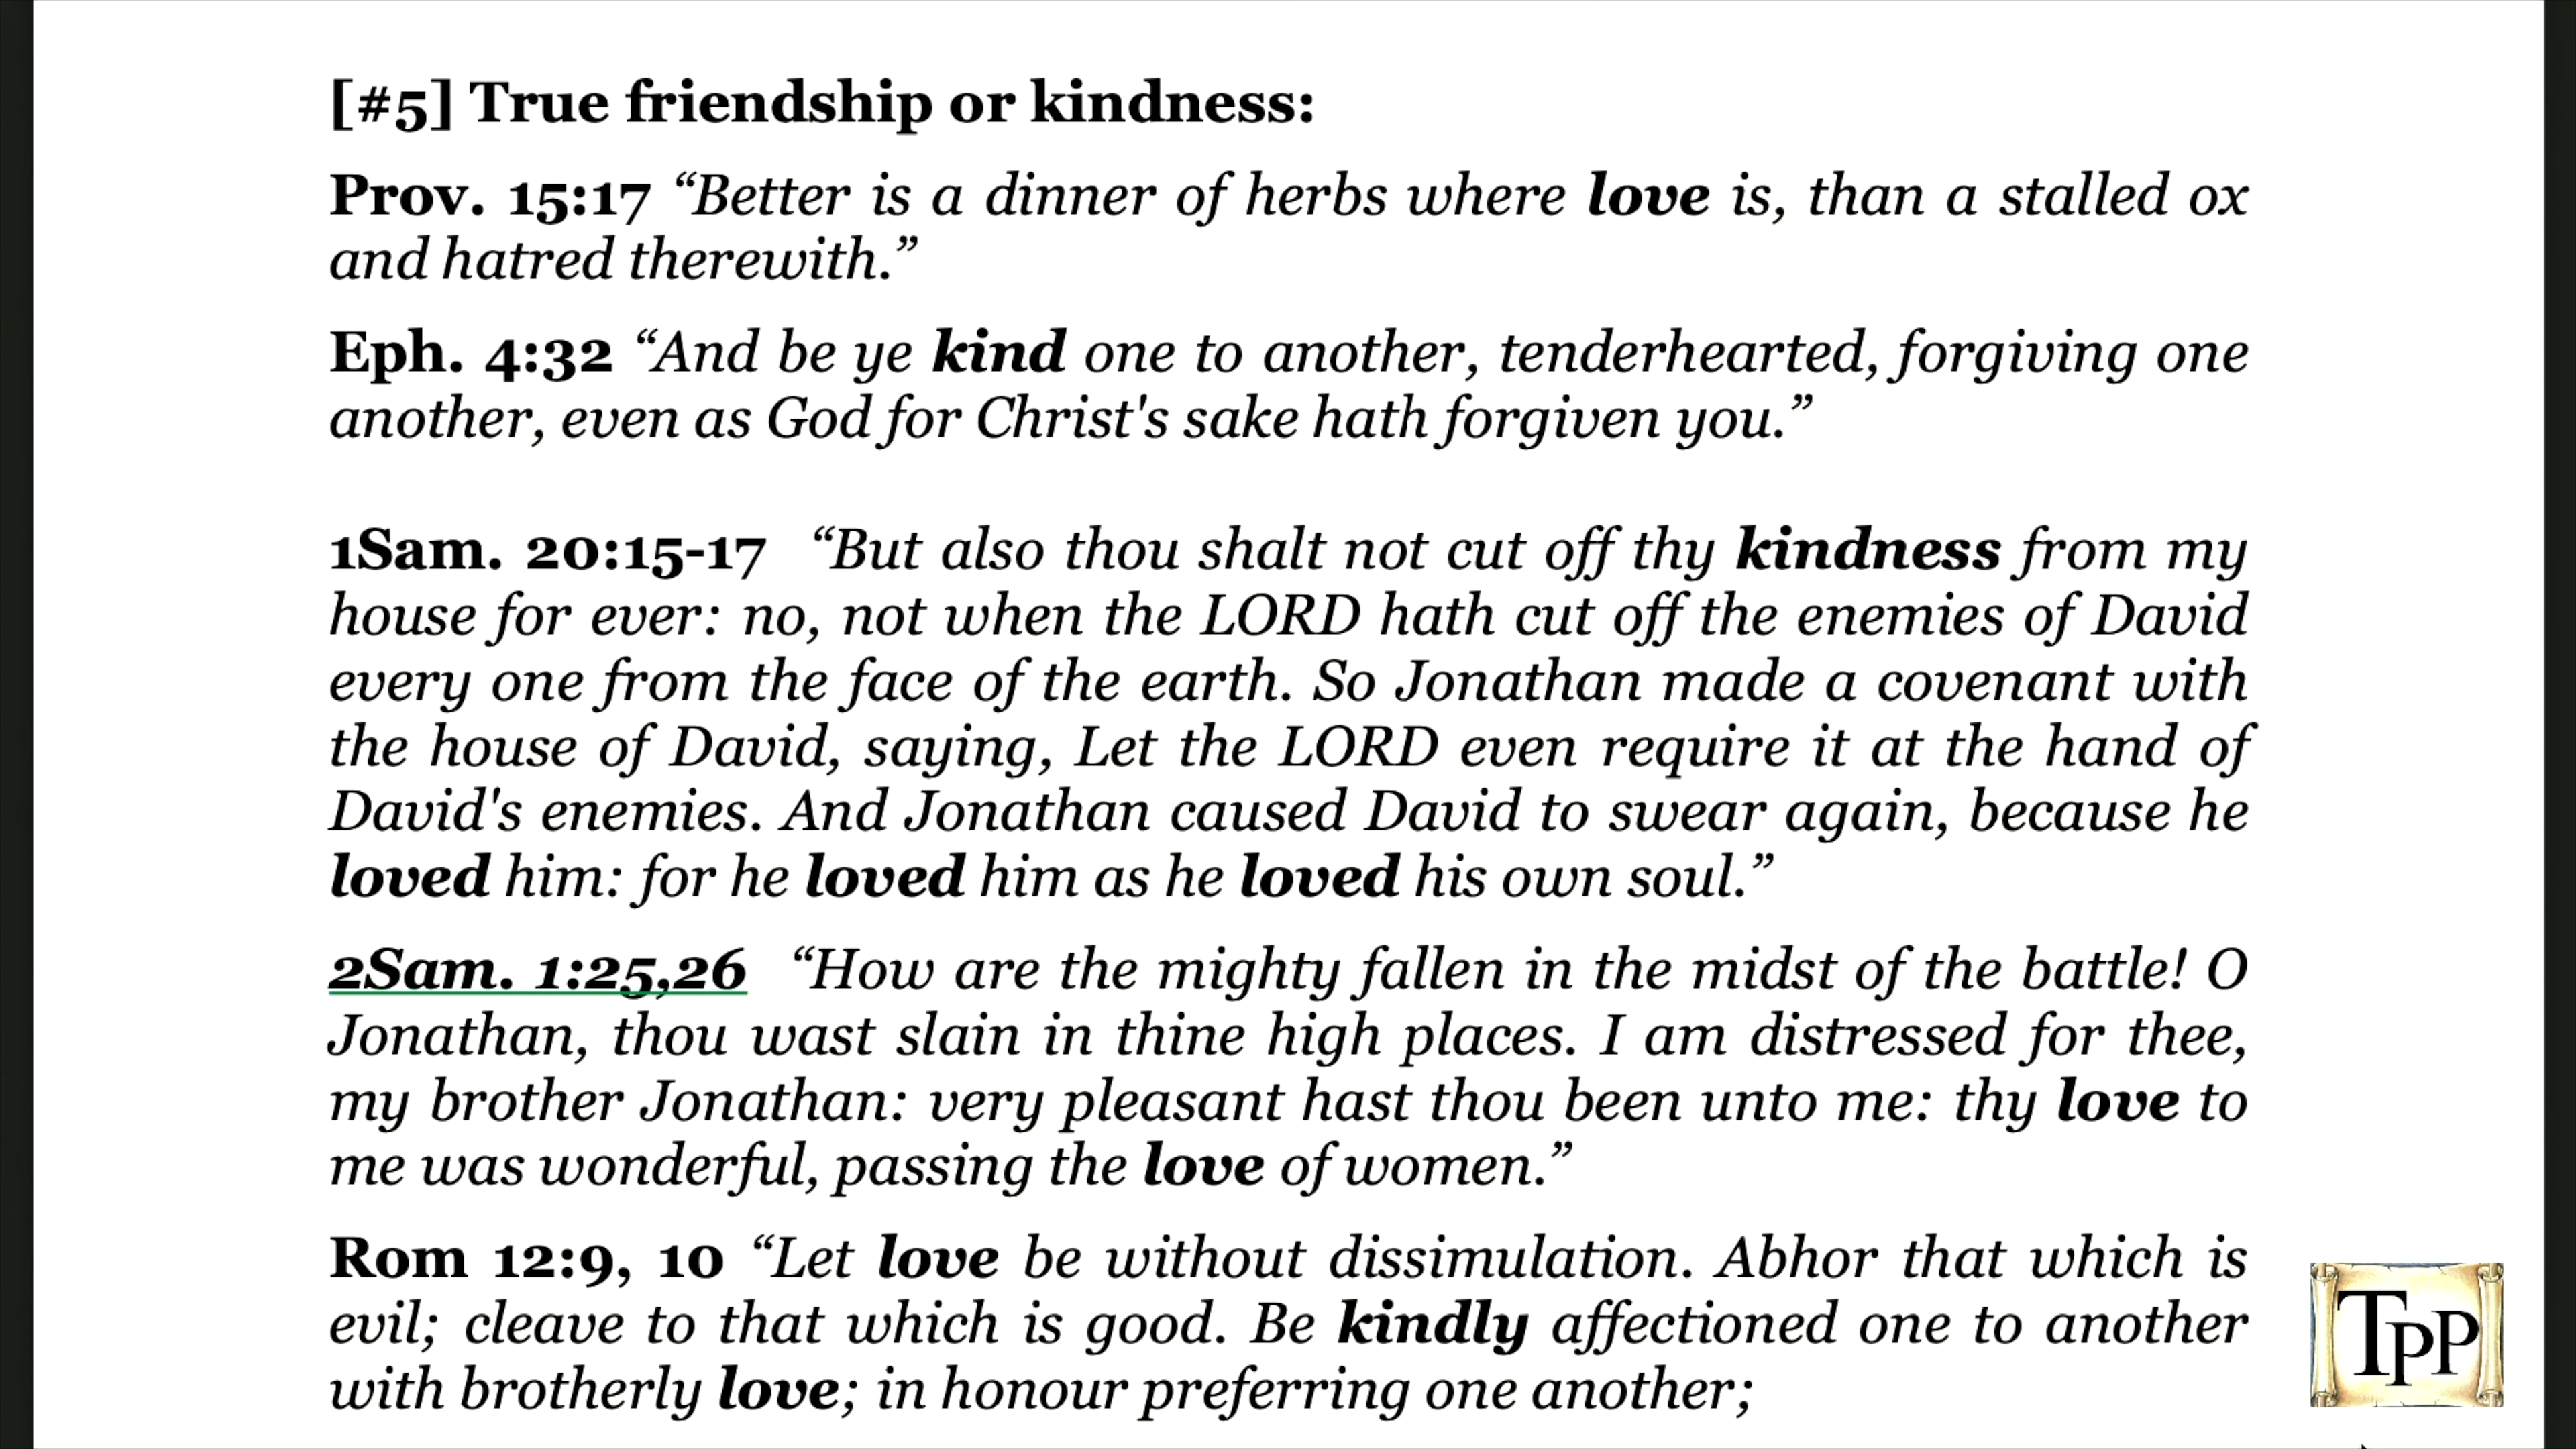 [#5] True friendship or kindness:
Prov. 15:17 “Better is a dinner of herbs where love is, than a stalled ox
and hatred therewith.”
Eph. 4:32 “And be ye kind one to another, tenderhearted, forgiving one
another, even as God for Christ's sake hath forgiven you.”
1Sam. 20:15-17 “But also thou shalt not cut off thy kindness from my
house for ever: no, not when the LORD hath cut off the enemies of David
every one from the face of the earth. So Jonathan made a covenant with
the house of David, saying, Let the LORD even require it at the hand of
David's enemies. And Jonathan caused David to swear again, because he
loved him: for he loved him as he loved his own soul.”
2Sam. 1:25,26 “How are the mighty fallen in the midst of the battle! O
Jonathan, thou wast slain in thine high places. I am distressed for thee,
my brother Jonathan: very pleasant hast thou been unto me: thy love to
me was wonderful, passing the love of women.”
Rom 12:9, 10 “Let love be without dissimulation. Abhor that which is
evil; cleave to that which is good. Be kindly affectioned one to another
with brotherly love; in honour preferring one another;
TPP